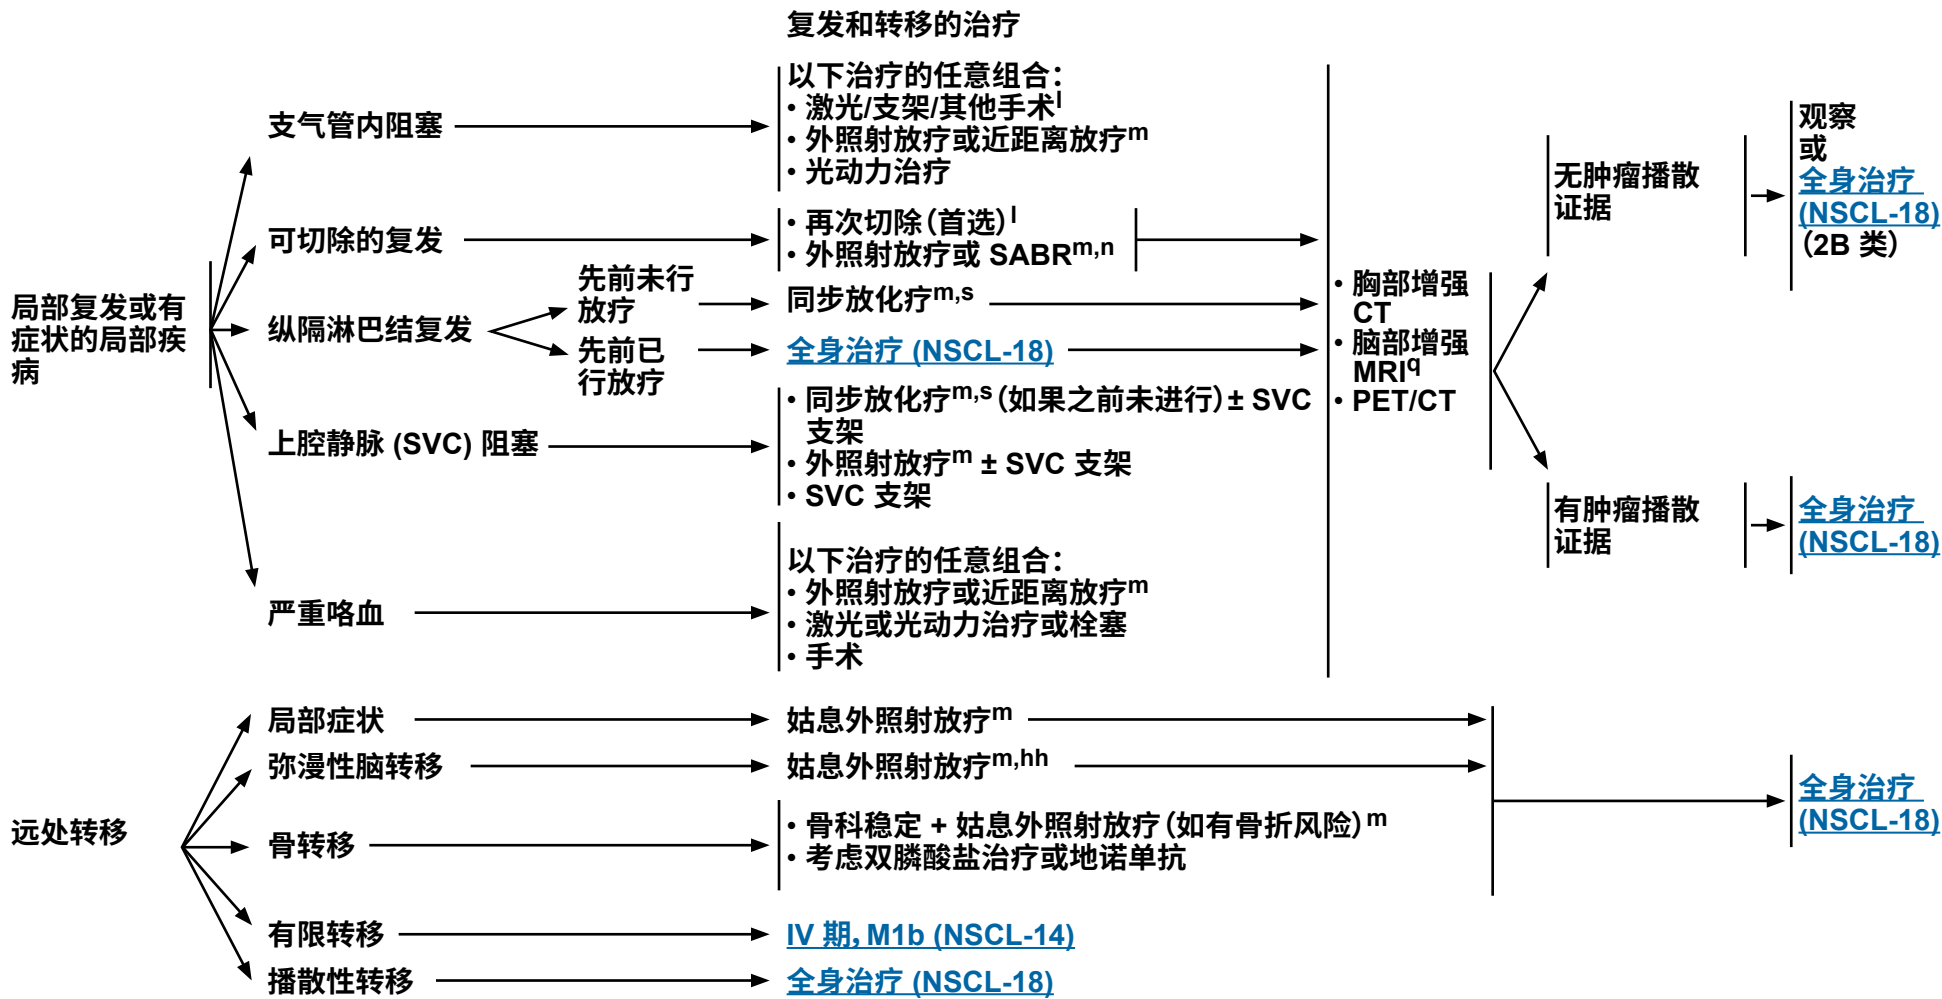 复发和转移的治疗
局部复发或有
症状的局部疾
病
支气管内阻塞
以下治疗的任意组合：
• 激光/支架/其他手术l
• 外照射放疗或近距离放疗m
• 光动力治疗
可切除的复发
• 再次切除（首选）l
• 外照射放疗或 SABRm,n
纵隔淋巴结复发
先前未行
放疗
同步放化疗m,s
先前已
行放疗
全身治疗 (NSCL-18)
上腔静脉 (SVC) 阻塞
• 同步放化疗m,s（如果之前未进行）± SVC
支架
• 外照射放疗m ± SVC 支架
• SVC 支架
严重咯血
以下治疗的任意组合：
• 外照射放疗或近距离放疗m
• 激光或光动力治疗或栓塞
• 手术
• 胸部增强
CT
• 脑部增强
MRIq
• PET/CT
无肿瘤播散
证据
观察
或
全身治疗
(NSCL-18)
（2B 类）
有肿瘤播散
证据
全身治疗
(NSCL-18)
远处转移
局部症状
姑息外照射放疗m
弥漫性脑转移
姑息外照射放疗m,hh
骨转移
• 骨科稳定 + 姑息外照射放疗（如有骨折风险）m
• 考虑双膦酸盐治疗或地诺单抗
全身治疗
(NSCL-18)
有限转移
IV 期，M1b (NSCL-14)
播散性转移
全身治疗 (NSCL-18)